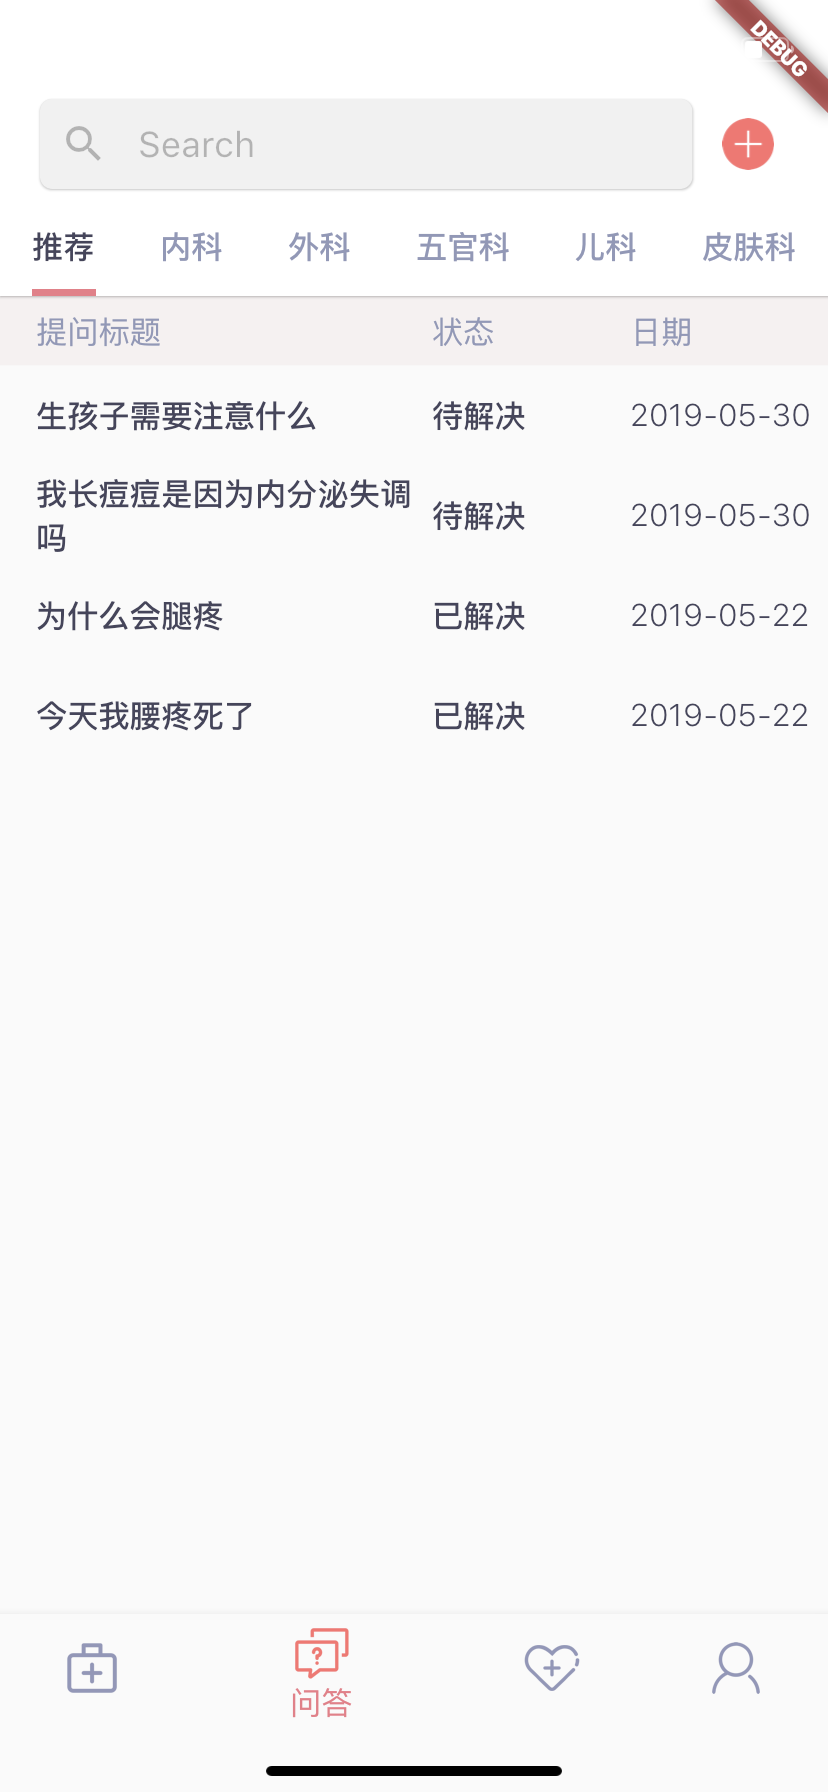 DEBUG
Search
推荐 内科 外科 五官科 儿科 皮肤科
提问标题 状态 日期
生孩子需要注意什么 待解决 2019-05-30
我长痘痘是因为内分泌失调
吗 待解决 2019-05-30
为什么会腿疼 已解决 2019-05-22
今天我腰疼死了 已解决 2019-05-22
?
问答